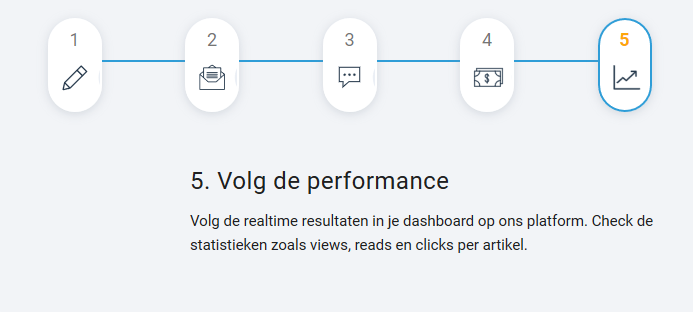 1 2 3 4 5
5. Volg de performance
Volg de realtime resultaten in je dashboard op ons platform. Check de
statistieken zoals views, reads en clicks per artikel.